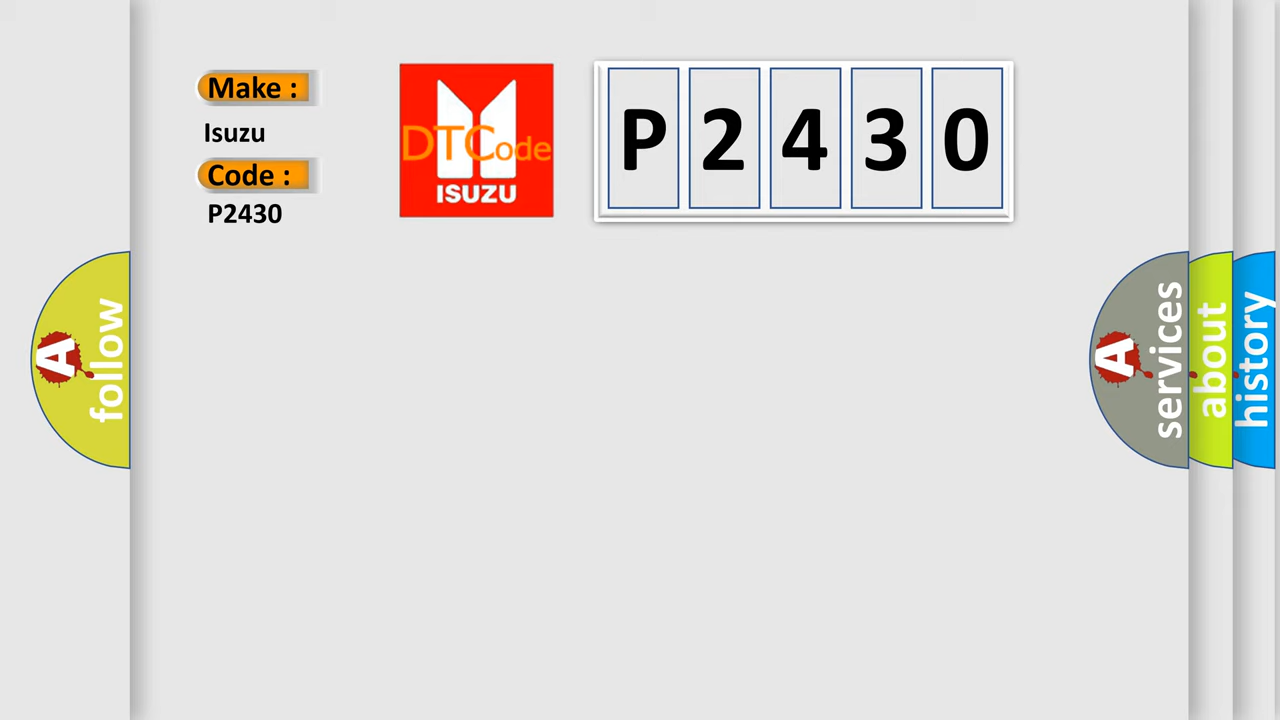 Make :
Isuzu
Code :
P2430
DTCode
ISUZU
P 2 4 3 0
A
follow
A
services
about
history